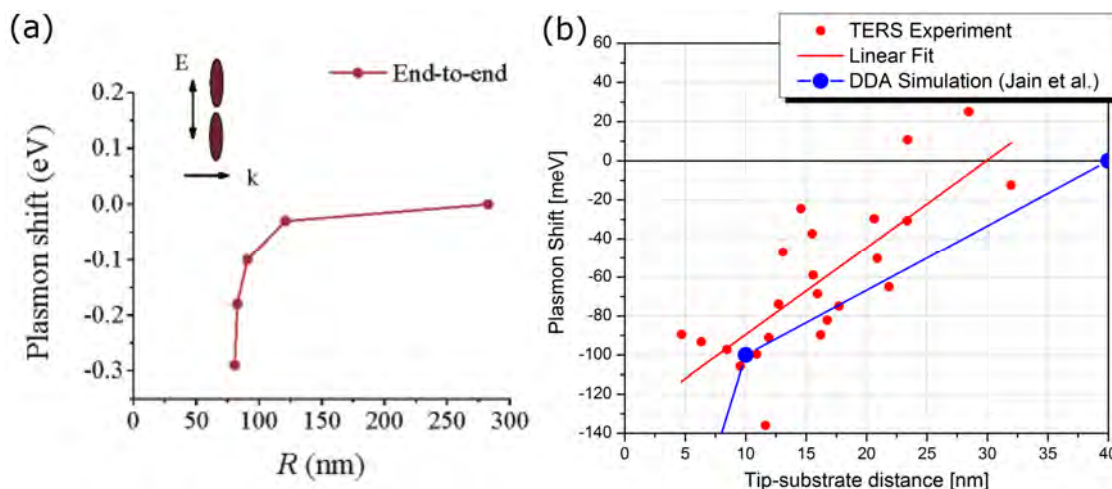 (a)
E
k
End-to-end
Plasmon shift (eV)
0.2
0.1
0.0
-0.1
-0.2
-0.3
0
50
100
150
200
250
300
R (nm)
(b)
TERS Experiment
Linear Fit
DDA Simulation (Jain et al.)
Plasmon Shift [meV]
60
40
20
0
-20
-40
-60
-80
-100
-120
-140
0
5
10
15
20
25
30
35
40
Tip-substrate distance [nm]